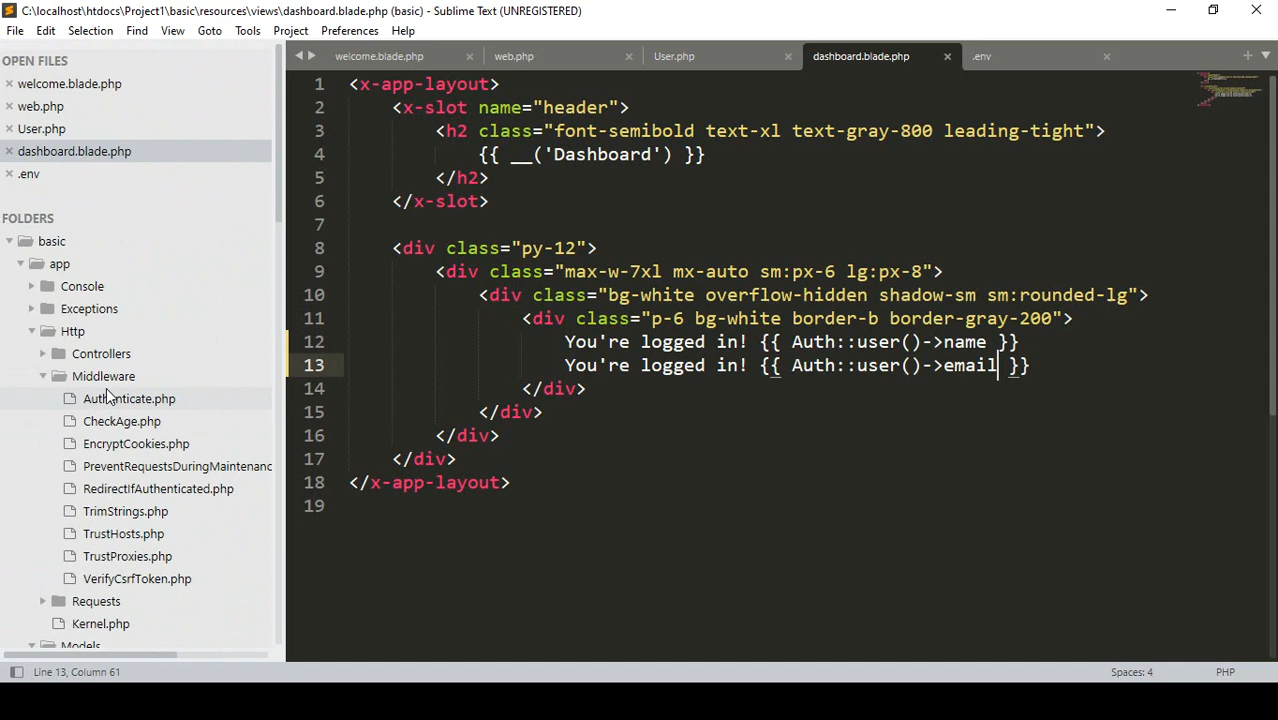 C:\localhost\htdocs\Project1\basic\resources\views\dashboard.blade.php (basic) - Sublime Text (UNREGISTERED)
File Edit Selection Find View Goto Tools Project Preferences Help
OPEN FILES
welcome.blade.php
web.php
User.php
dashboard.blade.php
.env
FOLDERS
basic
app
Console
Exceptions
Http
Controllers
Middleware
Authenticate.php
CheckAge.php
EncryptCookies.php
PreventRequestsDuringMaintenanc
RedirectIfAuthenticated.php
TrimStrings.php
TrustHosts.php
TrustProxies.php
VerifyCsrfToken.php
Requests
Kernel.php
Models
welcome.blade.php web.php User.php dashboard.blade.php .env
1 <x-app-layout>
2 <x-slot name="header">
3 <h2 class="font-semibold text-xl text-gray-800 leading-tight">
4 {{ __('Dashboard') }}
5 </h2>
6 </x-slot>
7
8 <div class="py-12">
9 <div class="max-w-7xl mx-auto sm:px-6 lg:px-8">
10 <div class="bg-white overflow-hidden shadow-sm sm:rounded-lg">
11 <div class="p-6 bg-white border-b border-gray-200">
12 You're logged in! {{ Auth::user()->name }}
13 You're logged in! {{ Auth::user()->email }}
14 </div>
15 </div>
16 </div>
17 </div>
18 </x-app-layout>
19
Line 13, Column 61
Spaces: 4
PHP